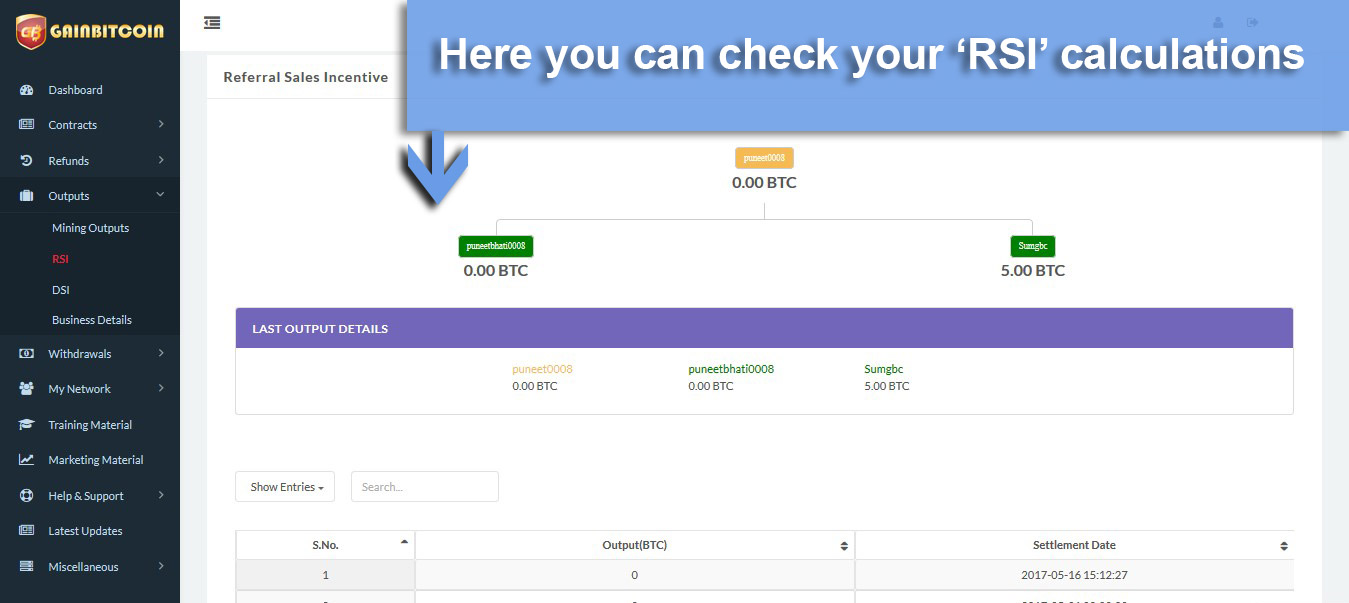 GAINBITCOIN
Here you can check your ‘RSI’ calculations
Dashboard
Contracts
Refunds
Outputs
Mining Outputs
RSI
DSI
Business Details
Withdrawals
My Network
Training Material
Marketing Material
Help & Support
Latest Updates
Miscellaneous
Referral Sales Incentive
puneet0008
0.00 BTC
puneetbhati0008
Sumgbc
0.00 BTC
5.00 BTC
LAST OUTPUT DETAILS
puneet0008
puneetbhati0008
Sumgbc
0.00 BTC
0.00 BTC
5.00 BTC
Show Entries
Search...
S.No.
Output(BTC)
Settlement Date
1
0
2017-05-16 15:12:27